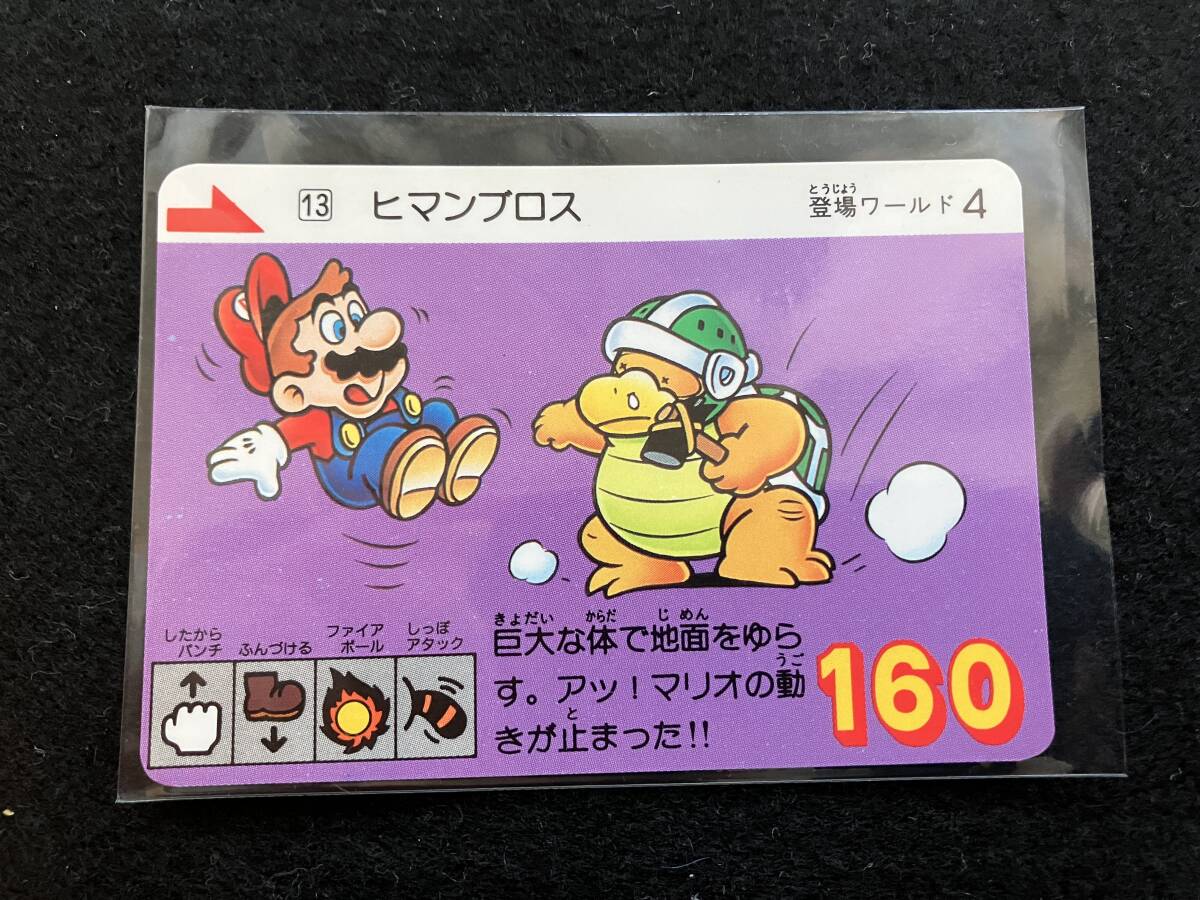 13 ヒマンブロス
とうじょう
登場ワールド4
したから
パンチ
ふんづける
ファイア
ボール
しっぽ
アタック
きょだい からだ じめん
巨大な体で地面をゆら
うご
す。アッ!マリオの動
と
きが止まった!!
160